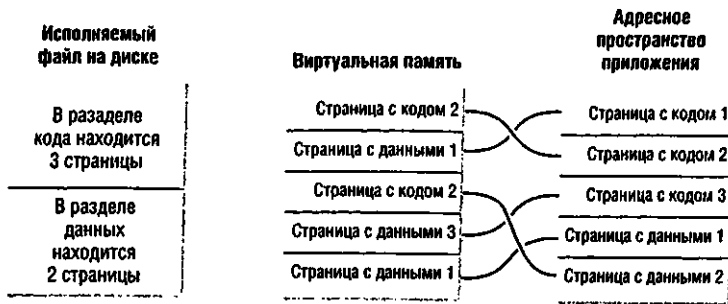 Исполняемый
файл на диске
В разаделе
кода находится
3 страницы
В разделе
данных
находится
2 страницы
Виртуальная память
Страница с кодом 2
Страница с данными 1
Страница с кодом 2
Страница с данными 3
Страница с данными 1
Адресное
пространство
приложения
Страница с кодом 1
Страница с кодом 2
Страница с кодом 3
Страница с данными 1
Страница с данными 2